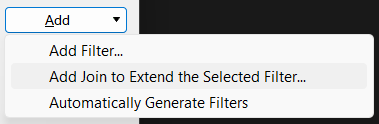 Add
Add Filter...
Add Join to Extend the Selected Filter...
Automatically Generate Filters